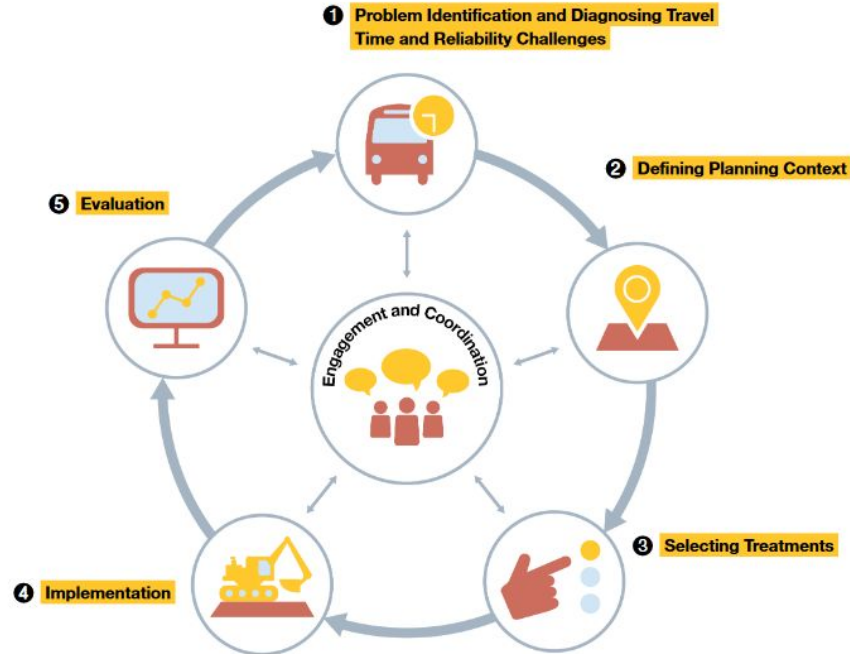 1 Problem Identification and Diagnosing Travel
Time and Reliability Challenges
2 Defining Planning Context
5 Evaluation
Engagement and Coordination
3 Selecting Treatments
4 Implementation